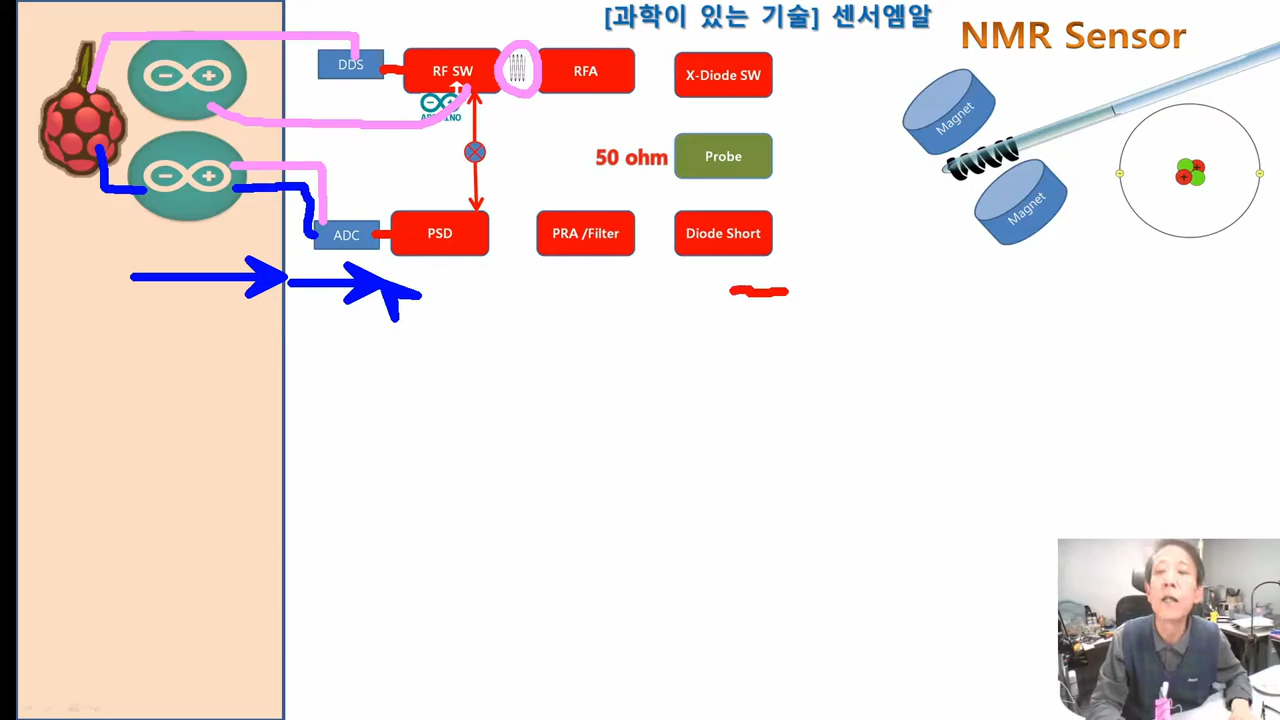 [과학이 있는 기술] 센서엠알
NMR Sensor
DDS
RF SW
RFA
X-Diode SW
ARDUINO
50 ohm
Probe
Magnet
Magnet
ADC
PSD
PRA /Filter
Diode Short